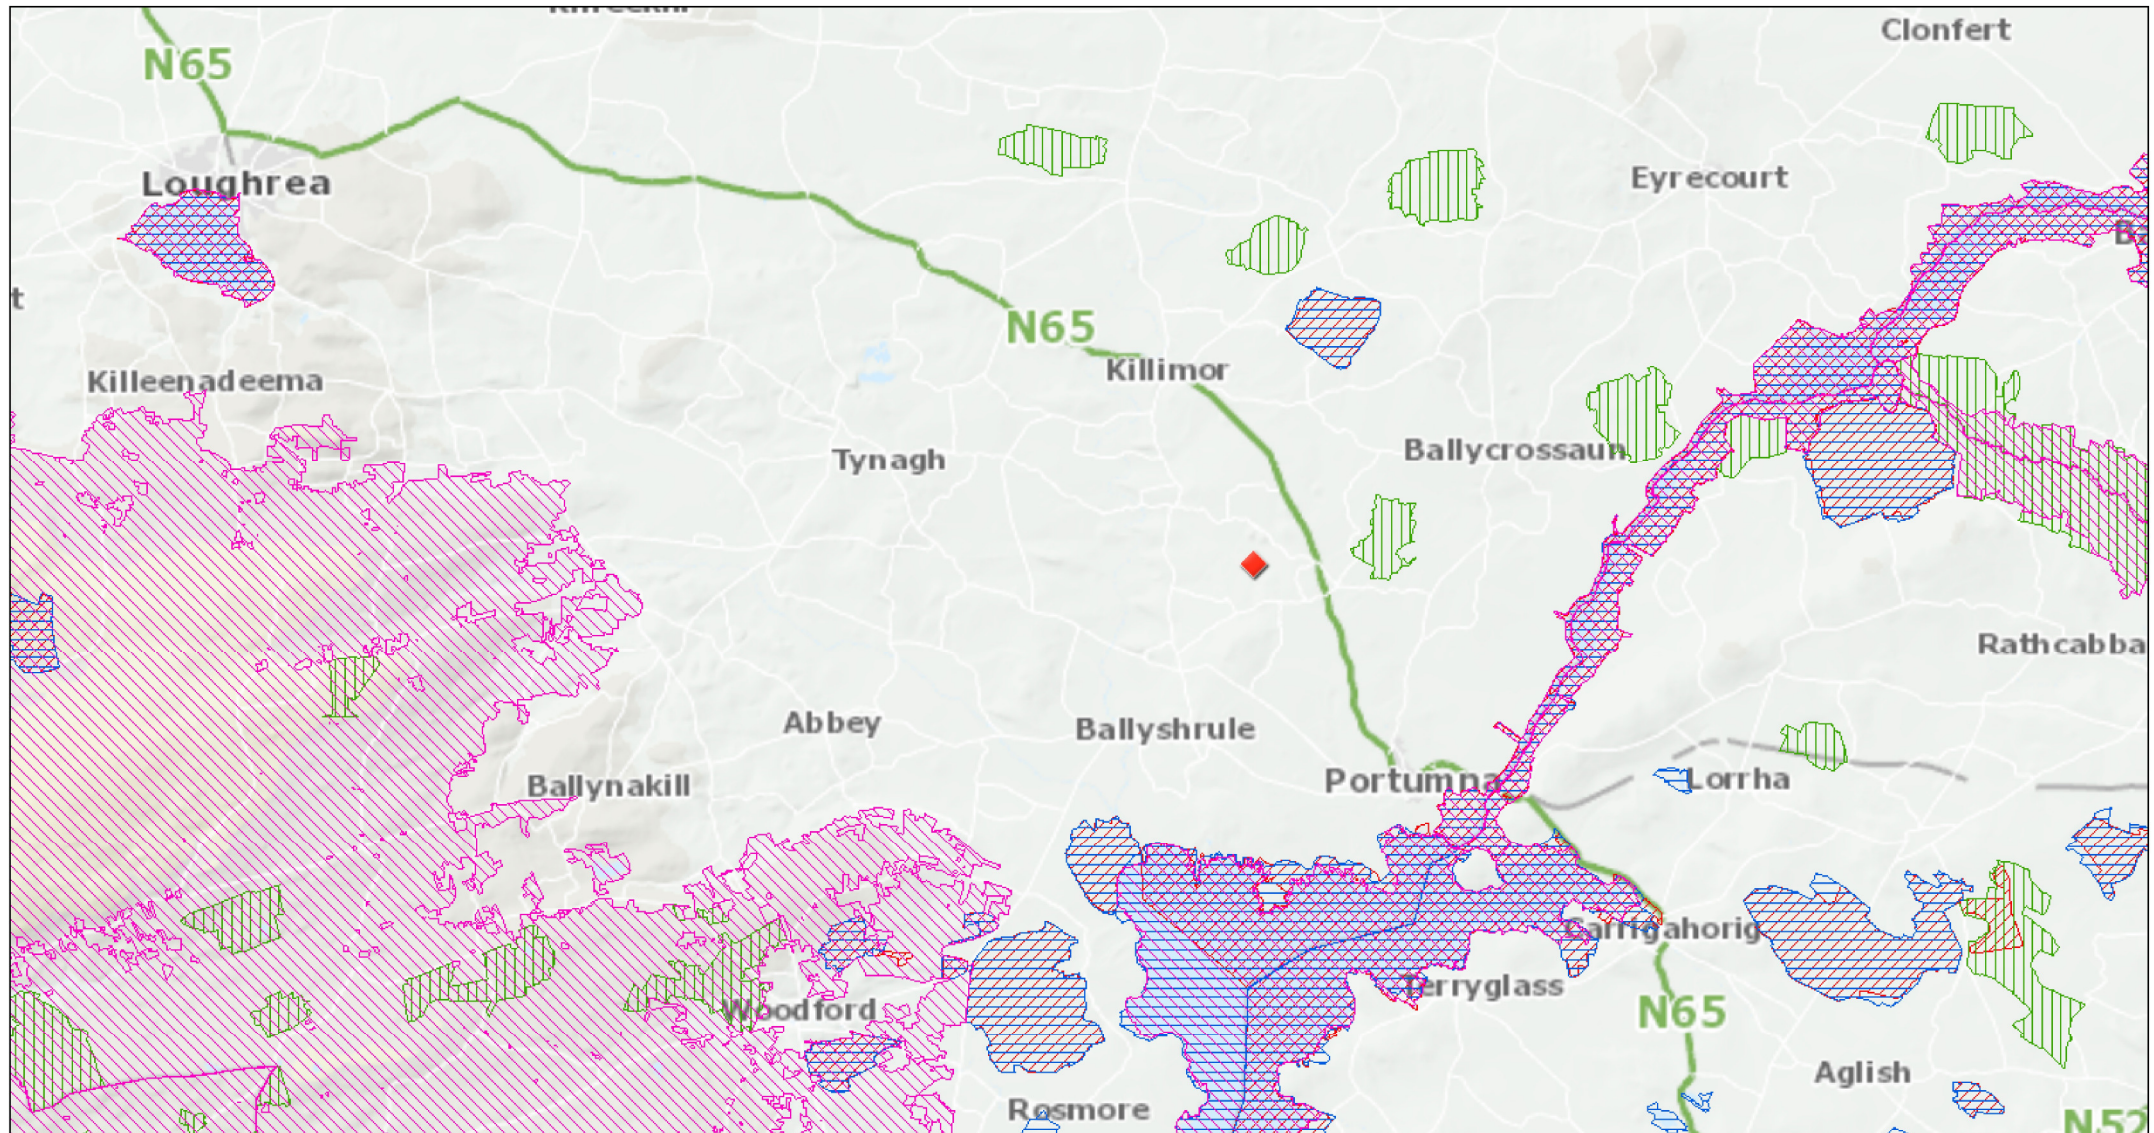 Clonfert
N65
Eyrecourt
Loughrea
t
N65
Killimor
Killeenadeema
Ballycrossaun
Tynagh
Rathcabba
Abbey
Ballyshrule
Portumna
Lorrha
Ballynakill
Carrigahorig
Terryglass
Woodford
N65
Aglish
Rosmore
N52